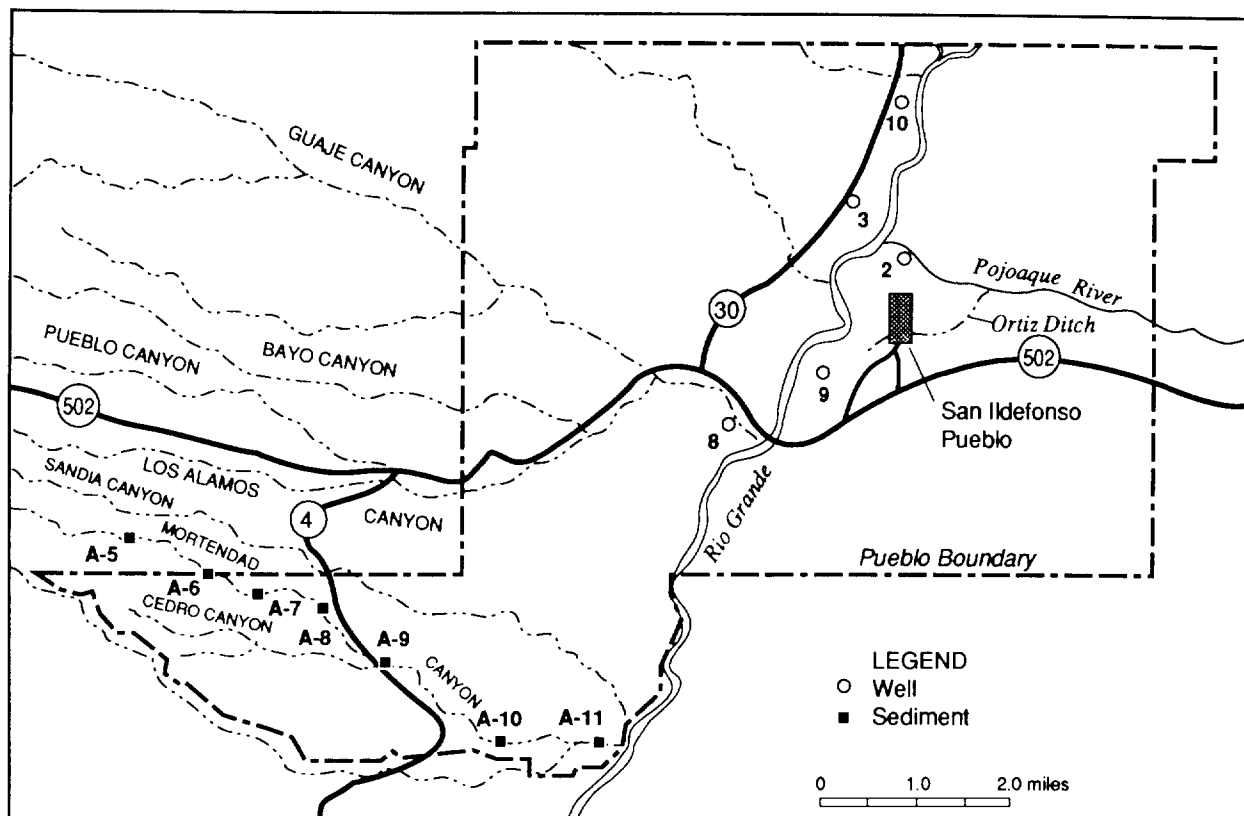 10
GUAJE CANYON
3
2
Pojoaque River
30
Ortiz Ditch
PUEBLO CANYON
BAYO CANYON
502
9
502
San Ildefonso
Pueblo
8
LOS ALAMOS
SANDIA CANYON
4
CANYON
Rio Grande
MORTENDAD
A-5
A-6
Pueblo Boundary
A-7
CEDRO CANYON
A-8
A-9
CANYON
A-10
A-11
LEGEND
Well
Sediment
0 1.0 2.0 miles